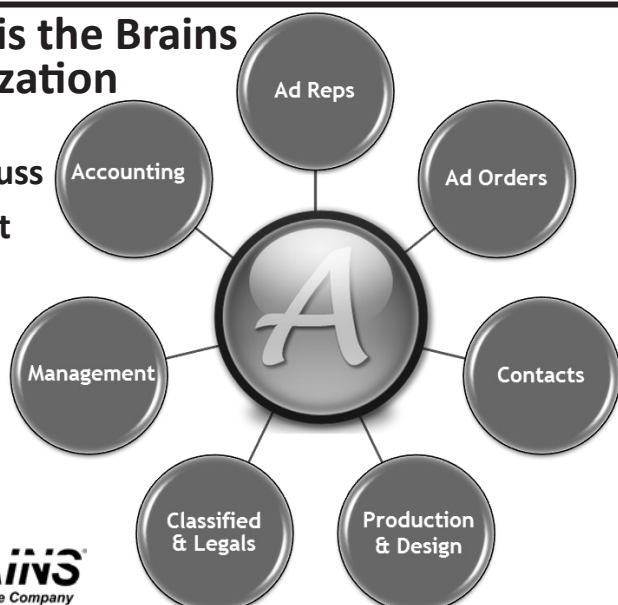 is the Brains
zation
uss
t
Ad Reps
Accounting
Ad Orders
A
Management
Contacts
Classified
& Legals
Production
& Design
AINS
e Company